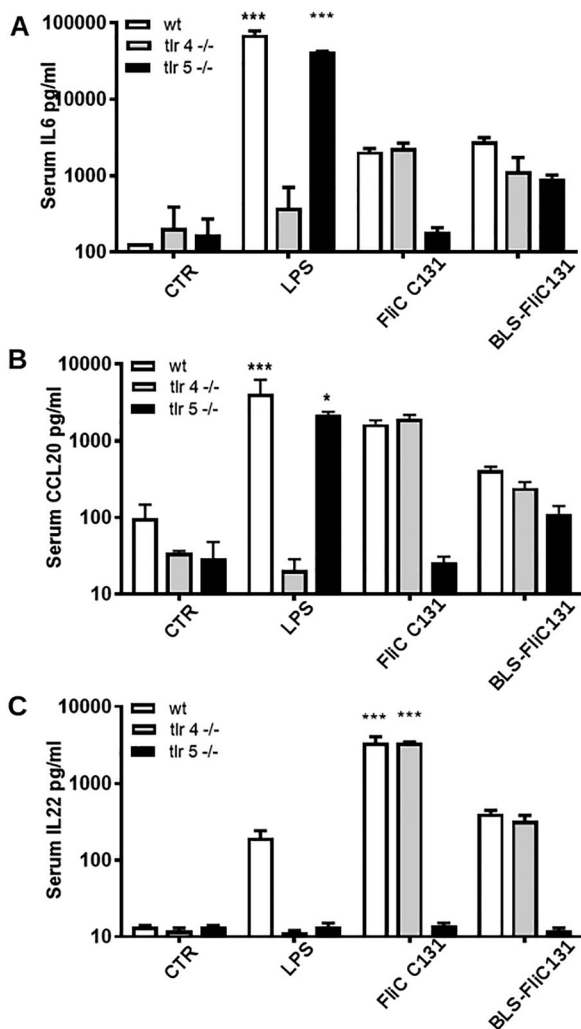 A
Serum IL6 pg/ml
100000
10000
1000
100
wt
tlr 4 -/-
tlr 5 -/-
*** ***
CTR
LPS
FliC C131
BLS-FliC131
B
Serum CCL20 pg/ml
10000
1000
100
10
wt
tlr 4 -/-
tlr 5 -/-
*** *
CTR
LPS
FliC C131
BLS-FliC131
C
Serum IL22 pg/ml
10000
1000
100
10
wt
tlr 4 -/-
tlr 5 -/-
*** ***
CTR
LPS
FliC C131
BLS-FliC131